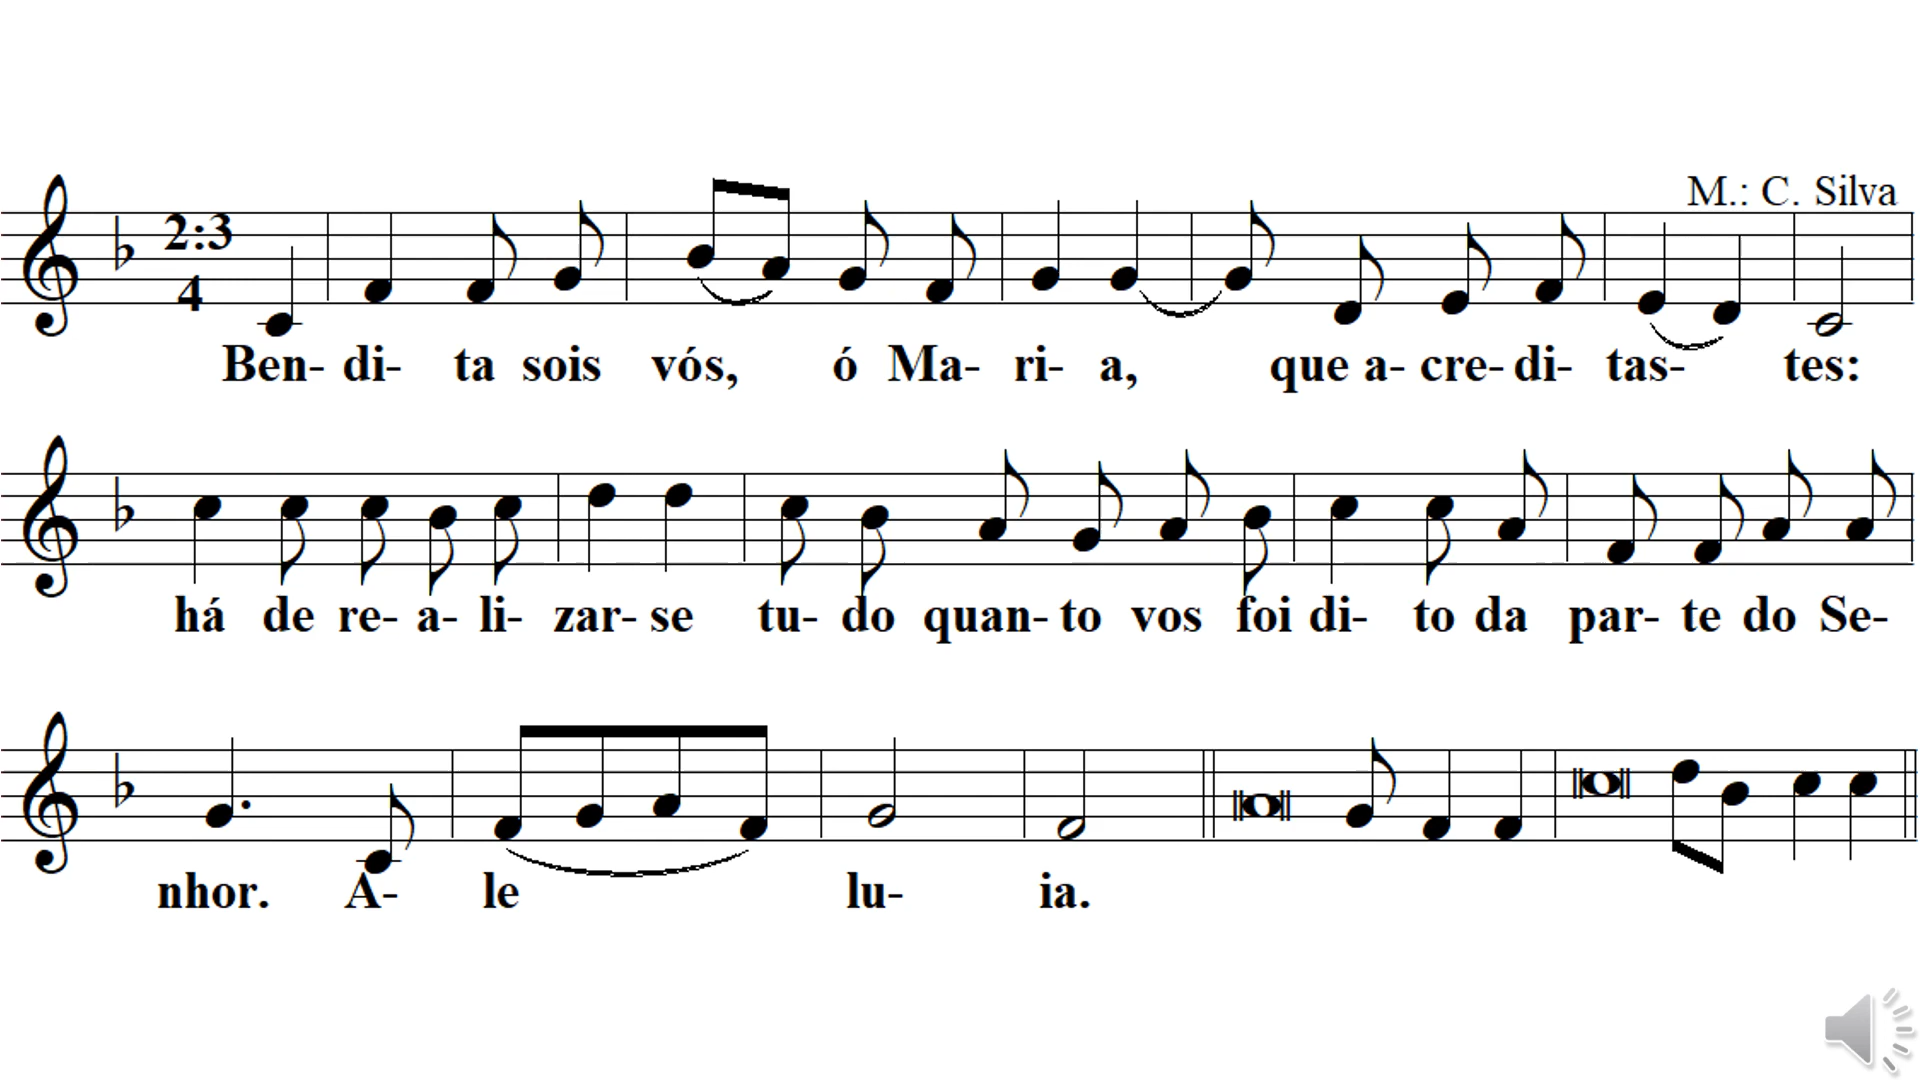 M.: C. Silva
2:3
4
Ben- di- ta sois vós, ó Ma- ri- a, que a- cre- di- tas- tes:
há de re- a- li- zar- se tu- do quan- to vos foi di- to da par- te do Se-
nhor. A- le lu- ia.